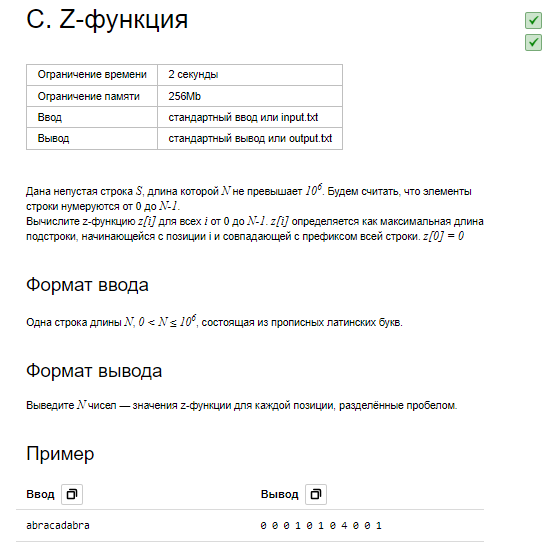 C. Z-функция
Ограничение времени 2 секунды
Ограничение памяти 256Mb
Ввод стандартный ввод или input.txt
Вывод стандартный вывод или output.txt
Дана непустая строка S, длина которой N не превышает 10⁶. Будем считать, что элементы
строки нумеруются от 0 до N-1.
Вычислите z-функцию z[i] для всех i от 0 до N-1. z[i] определяется как максимальная длина
подстроки, начинающейся с позиции i и совпадающей с префиксом всей строки. z[0] = 0
Формат ввода
Одна строка длины N, 0 < N ≤ 10⁶, состоящая из прописных латинских букв.
Формат вывода
Выведите N чисел — значения z-функции для каждой позиции, разделённые пробелом.
Пример
Ввод Вывод
abracadabra 0 0 0 1 0 1 0 4 0 0 1